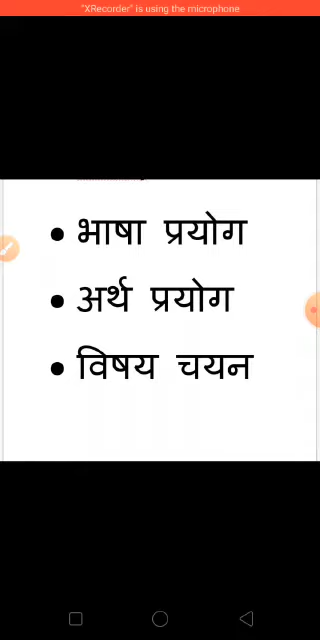 "XRecorder" is using the microphone
• भाषा प्रयोग
• अर्थ प्रयोग
• विषय चयन